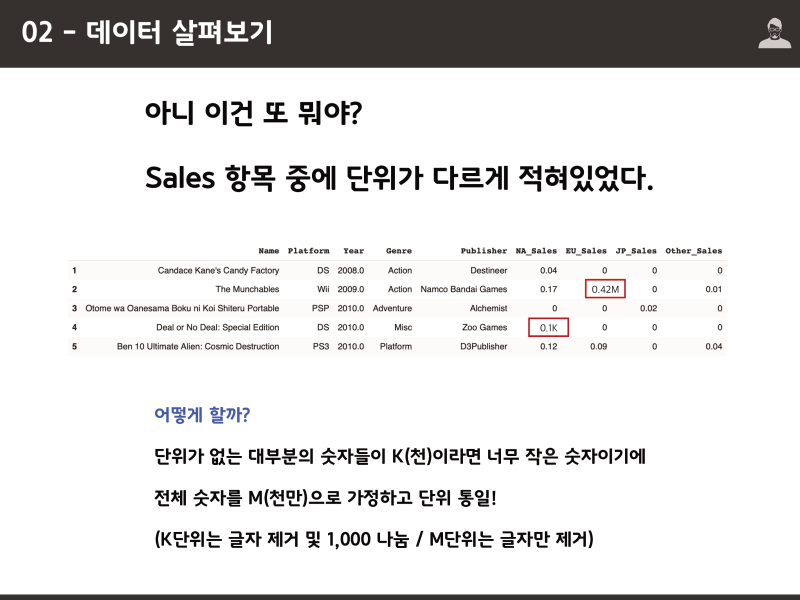 02 - 데이터 살펴보기
아니 이건 또 뭐야?
Sales 항목 중에 단위가 다르게 적혀있었다.
Name Platform Year Genre Publisher NA_Sales EU_Sales JP_Sales Other_Sales
1 Candace Kane's Candy Factory DS 2008.0 Action Destineer 0.04 0 0 0
2 The Munchables Wii 2009.0 Action Namco Bandai Games 0.17 0.42M 0 0.01
3 Otome wa Oanesama Boku ni Koi Shiteru Portable PSP 2010.0 Adventure Alchemist 0 0 0.02 0
4 Deal or No Deal: Special Edition DS 2010.0 Misc Zoo Games 0.1K 0 0 0
5 Ben 10 Ultimate Alien: Cosmic Destruction PS3 2010.0 Platform D3Publisher 0.12 0.09 0 0.04
어떻게 할까?
단위가 없는 대부분의 숫자들이 K(천)이라면 너무 작은 숫자이기에
전체 숫자를 M(천만)으로 가정하고 단위 통일!
(K단위는 글자 제거 및 1,000 나눔 / M단위는 글자만 제거)